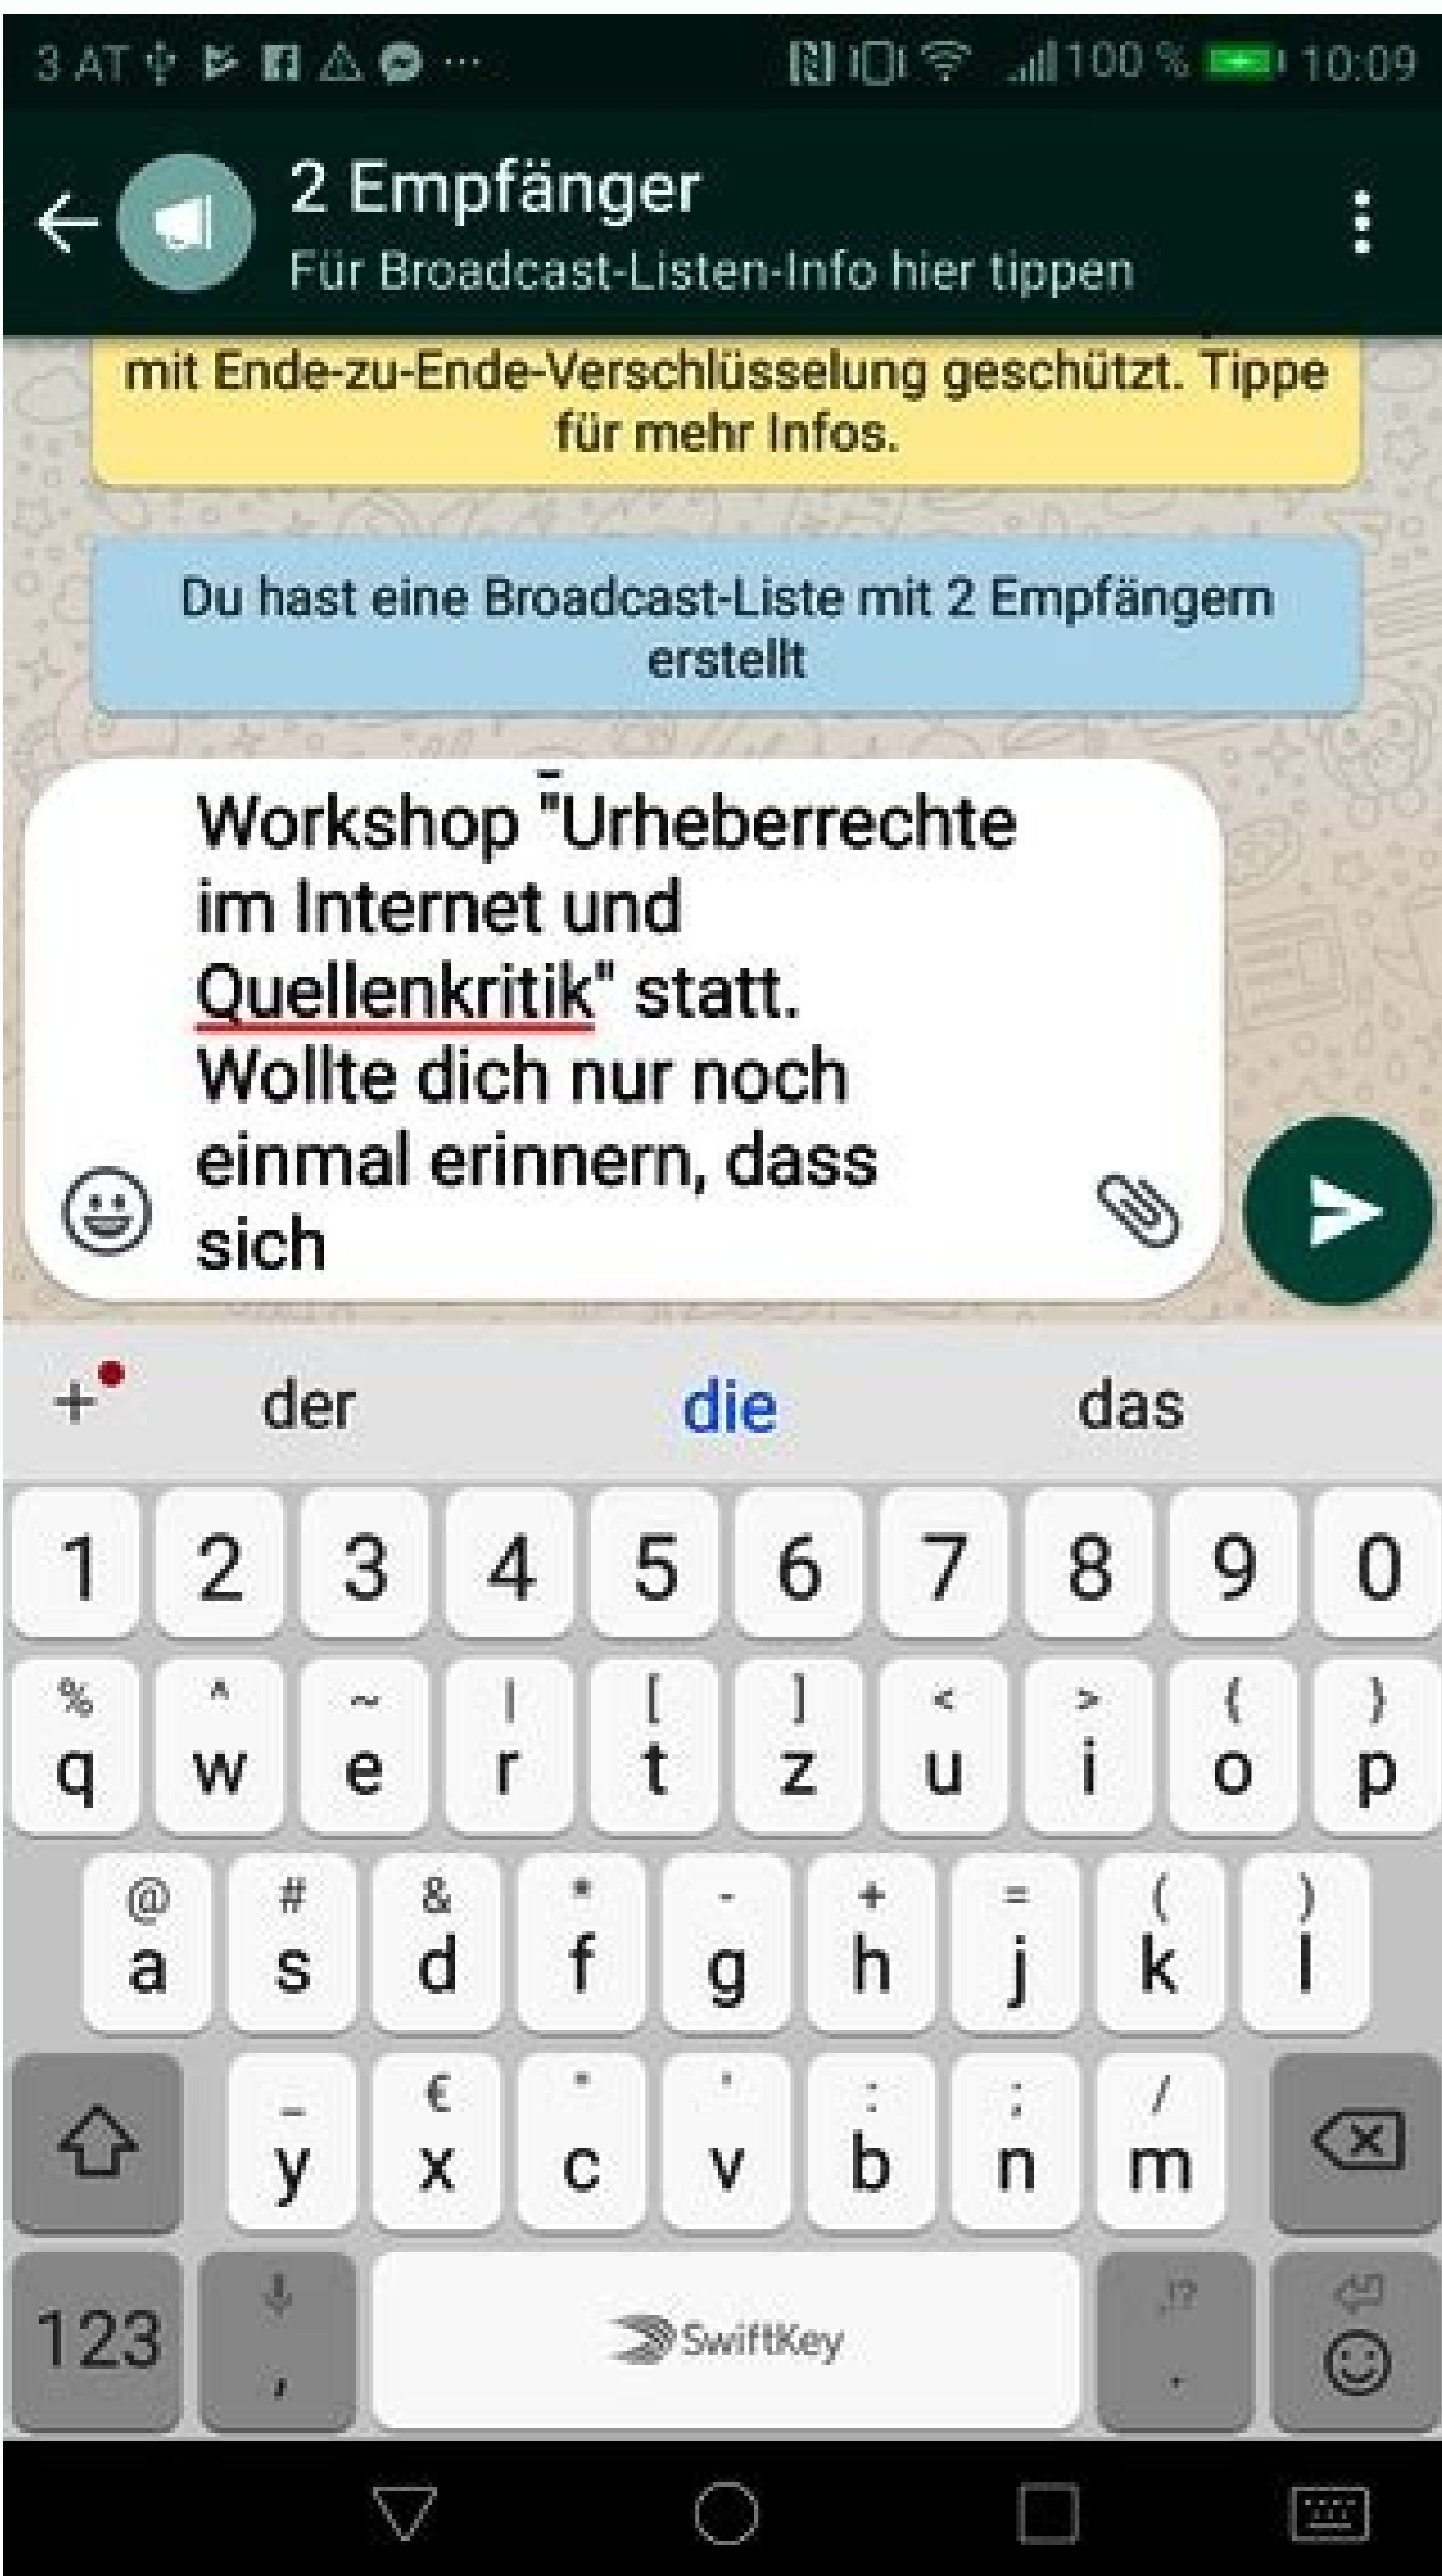 3 AT ... 100 % 10:09
2 Empfänger
Für Broadcast-Listen-Info hier tippen
mit Ende-zu-Ende-Verschlüsselung geschützt. Tippe
für mehr Infos.
Du hast eine Broadcast-Liste mit 2 Empfängern
erstellt
Workshop "Urheberrechte
im Internet und
Quellenkritik" statt.
Wollte dich nur noch
einmal erinnern, dass
sich
+ der die das
1 2 3 4 5 6 7 8 9 0
% ^ ~ | [ ] < > { }
q w e r t z u i o p
@ # & * - + = ( )
a s d f g h j k l
_ € " ' : ; /
y x c v b n m
,!?
123 , SwiftKey .